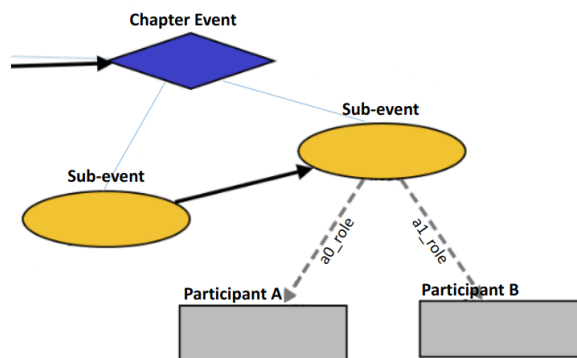 Chapter Event
Sub-event
Sub-event
a0_role
a1_role
Participant A
Participant B